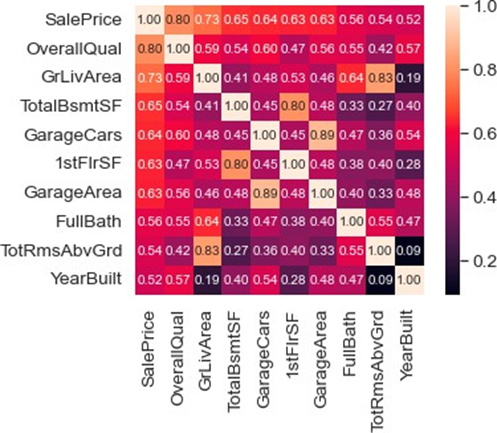 SalePrice 1.00 0.80 0.73 0.65 0.64 0.63 0.63 0.56 0.54 0.52
OverallQual 0.80 1.00 0.59 0.54 0.60 0.47 0.56 0.55 0.42 0.57
GrLivArea 0.73 0.59 1.00 0.41 0.48 0.53 0.46 0.64 0.83 0.19
TotalBsmtSF 0.65 0.54 0.41 1.00 0.45 0.80 0.48 0.33 0.27 0.40
GarageCars 0.64 0.60 0.48 0.45 1.00 0.45 0.89 0.47 0.36 0.54
1stFlrSF 0.63 0.47 0.53 0.80 0.45 1.00 0.48 0.38 0.40 0.28
GarageArea 0.63 0.56 0.46 0.48 0.89 0.48 1.00 0.40 0.33 0.48
FullBath 0.56 0.55 0.64 0.33 0.47 0.38 0.40 1.00 0.55 0.47
TotRmsAbvGrd 0.54 0.42 0.83 0.27 0.36 0.40 0.33 0.55 1.00 0.09
YearBuilt 0.52 0.57 0.19 0.40 0.54 0.28 0.48 0.47 0.09 1.00
SalePrice
OverallQual
GrLivArea
TotalBsmtSF
GarageCars
1stFlrSF
GarageArea
FullBath
TotRmsAbvGrd
YearBuilt
1.0
0.8
0.6
0.4
0.2